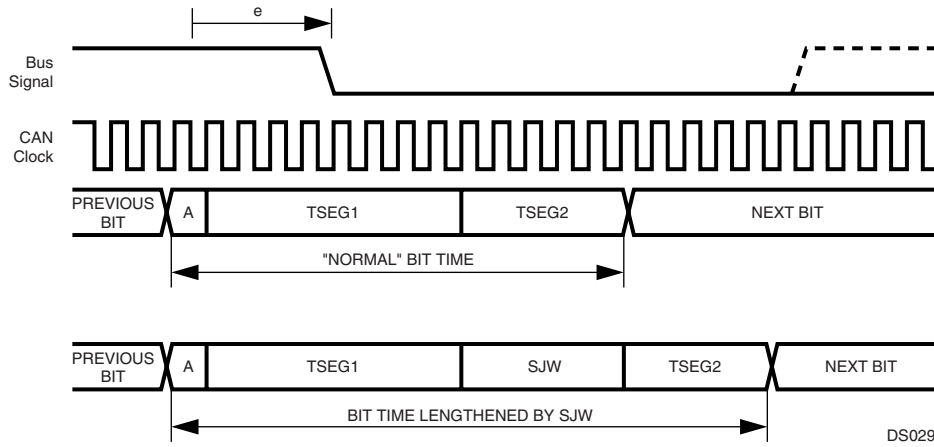 e
Bus
Signal
CAN
Clock
PREVIOUS
BIT
A
TSEG1
TSEG2
NEXT BIT
"NORMAL" BIT TIME
PREVIOUS
BIT
A
TSEG1
SJW
TSEG2
NEXT BIT
BIT TIME LENGTHENED BY SJW
DS029